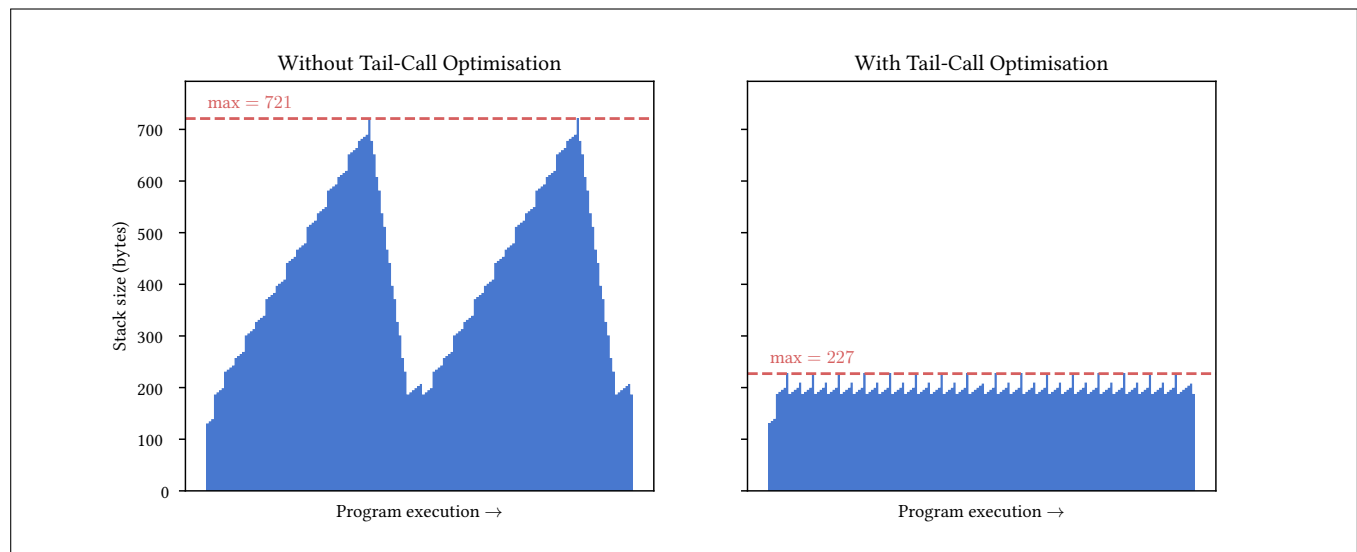 Without Tail-Call Optimisation
max = 721
700
600
500
400
300
200
100
0
Stack size (bytes)
Program execution →
With Tail-Call Optimisation
max = 227
Program execution →